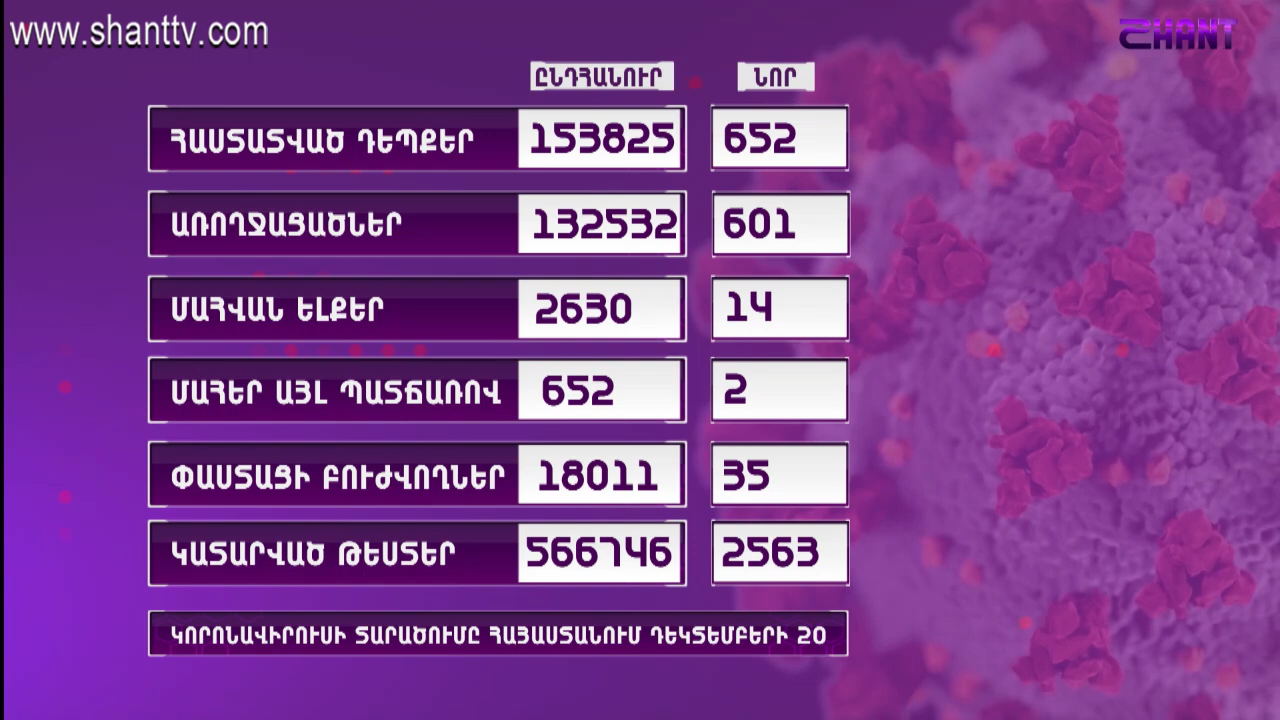 www.shanttv.com
SHANT
ԸՆԴՀԱՆՈՒՐ ՆՈՐ
ՀԱՍՏԱՏՎԱԾ ԴԵՊՔԵՐ 153825 652
ԱՌՈՂՋԱՑԱԾՆԵՐ 132532 601
ՄԱՀՎԱՆ ԵԼՔԵՐ 2630 14
ՄԱՀԵՐ ԱՅԼ ՊԱՏՃԱՌՈՎ 652 2
ՓԱՍՏԱՑԻ ԲՈՒԺՎՈՂՆԵՐ 18011 35
ԿԱՏԱՐՎԱԾ ԹԵՍՏԵՐ 566746 2563
ԿՈՐՈՆԱՎԻՐՈՒՍԻ ՏԱՐԱԾՈՒՄԸ ՀԱՅԱՍՏԱՆՈՒՄ ԴԵԿՏԵՄԲԵՐԻ 20